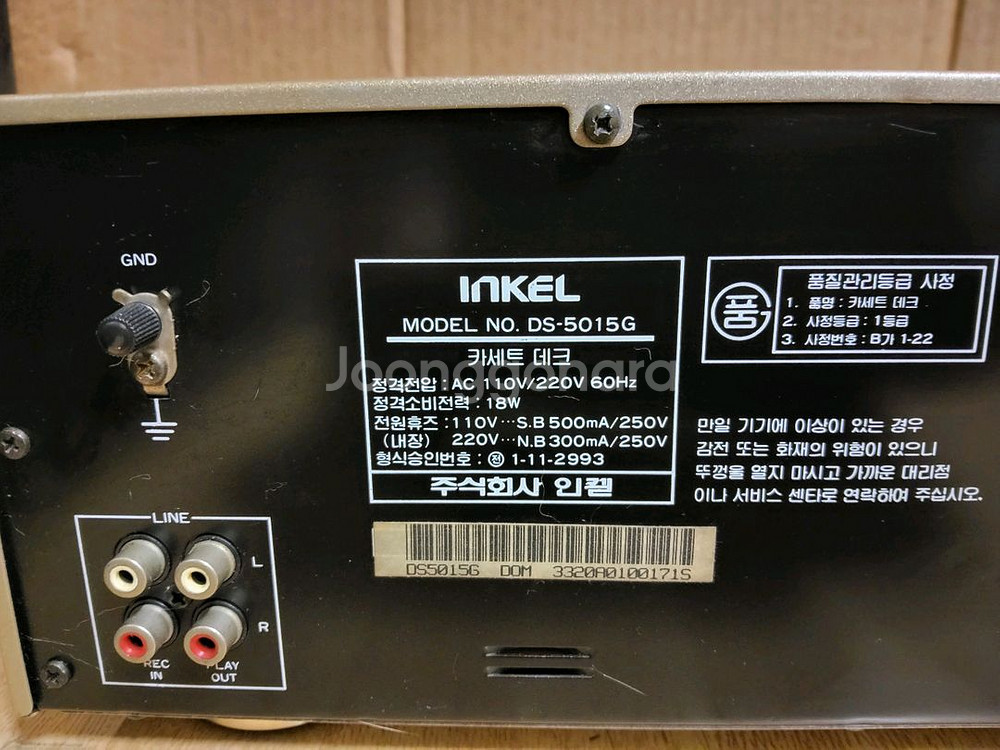 GND
INKEL
MODEL NO. DS-5015G
카세트 데크
정격전압 : AC 110V/220V 60Hz
정격소비전력 : 18W
전원휴즈 : 110V···S.B 500mA/250V
(내장) 220V···N.B 300mA/250V
형식승인번호 : 전 1-11-2993
주식회사 인켈
품
품질관리등급 사정
1. 품명 : 카세트 데크
2. 사정등급 : 1등급
3. 사정번호 : B가 1-22
만일 기기에 이상이 있는 경우
감전 또는 화재의 위험이 있으니
뚜껑을 열지 마시고 가까운 대리점
이나 서비스 센타로 연락하여 주십시오.
LINE
L
R
REC IN
PLAY OUT
DS5015G DOM 3320A0100171S
Joonggonara